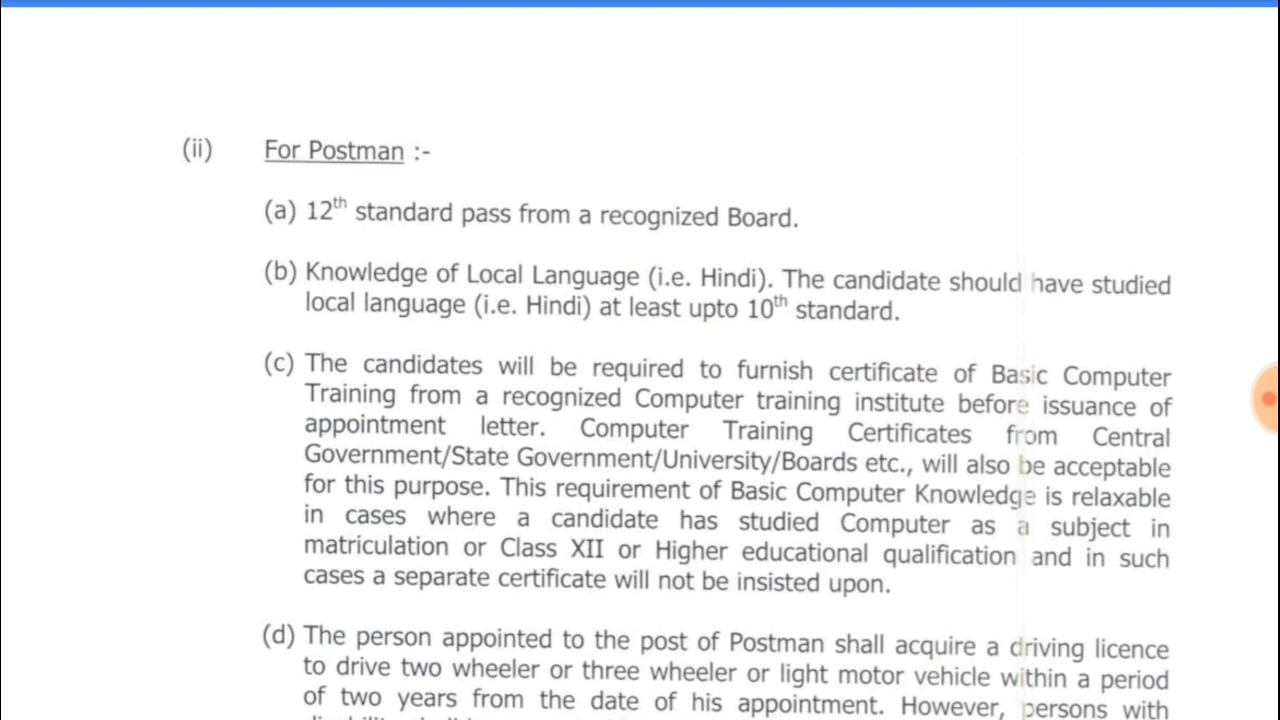 (ii) For Postman :-
(a) 12th standard pass from a recognized Board.
(b) Knowledge of Local Language (i.e. Hindi). The candidate should have studied
local language (i.e. Hindi) at least upto 10th standard.
(c) The candidates will be required to furnish certificate of Basic Computer
Training from a recognized Computer training institute before issuance of
appointment letter. Computer Training Certificates from Central
Government/State Government/University/Boards etc., will also be acceptable
for this purpose. This requirement of Basic Computer Knowledge is relaxable
in cases where a candidate has studied Computer as a subject in
matriculation or Class XII or Higher educational qualification and in such
cases a separate certificate will not be insisted upon.
(d) The person appointed to the post of Postman shall acquire a driving licence
to drive two wheeler or three wheeler or light motor vehicle within a period
of two years from the date of his appointment. However, persons with